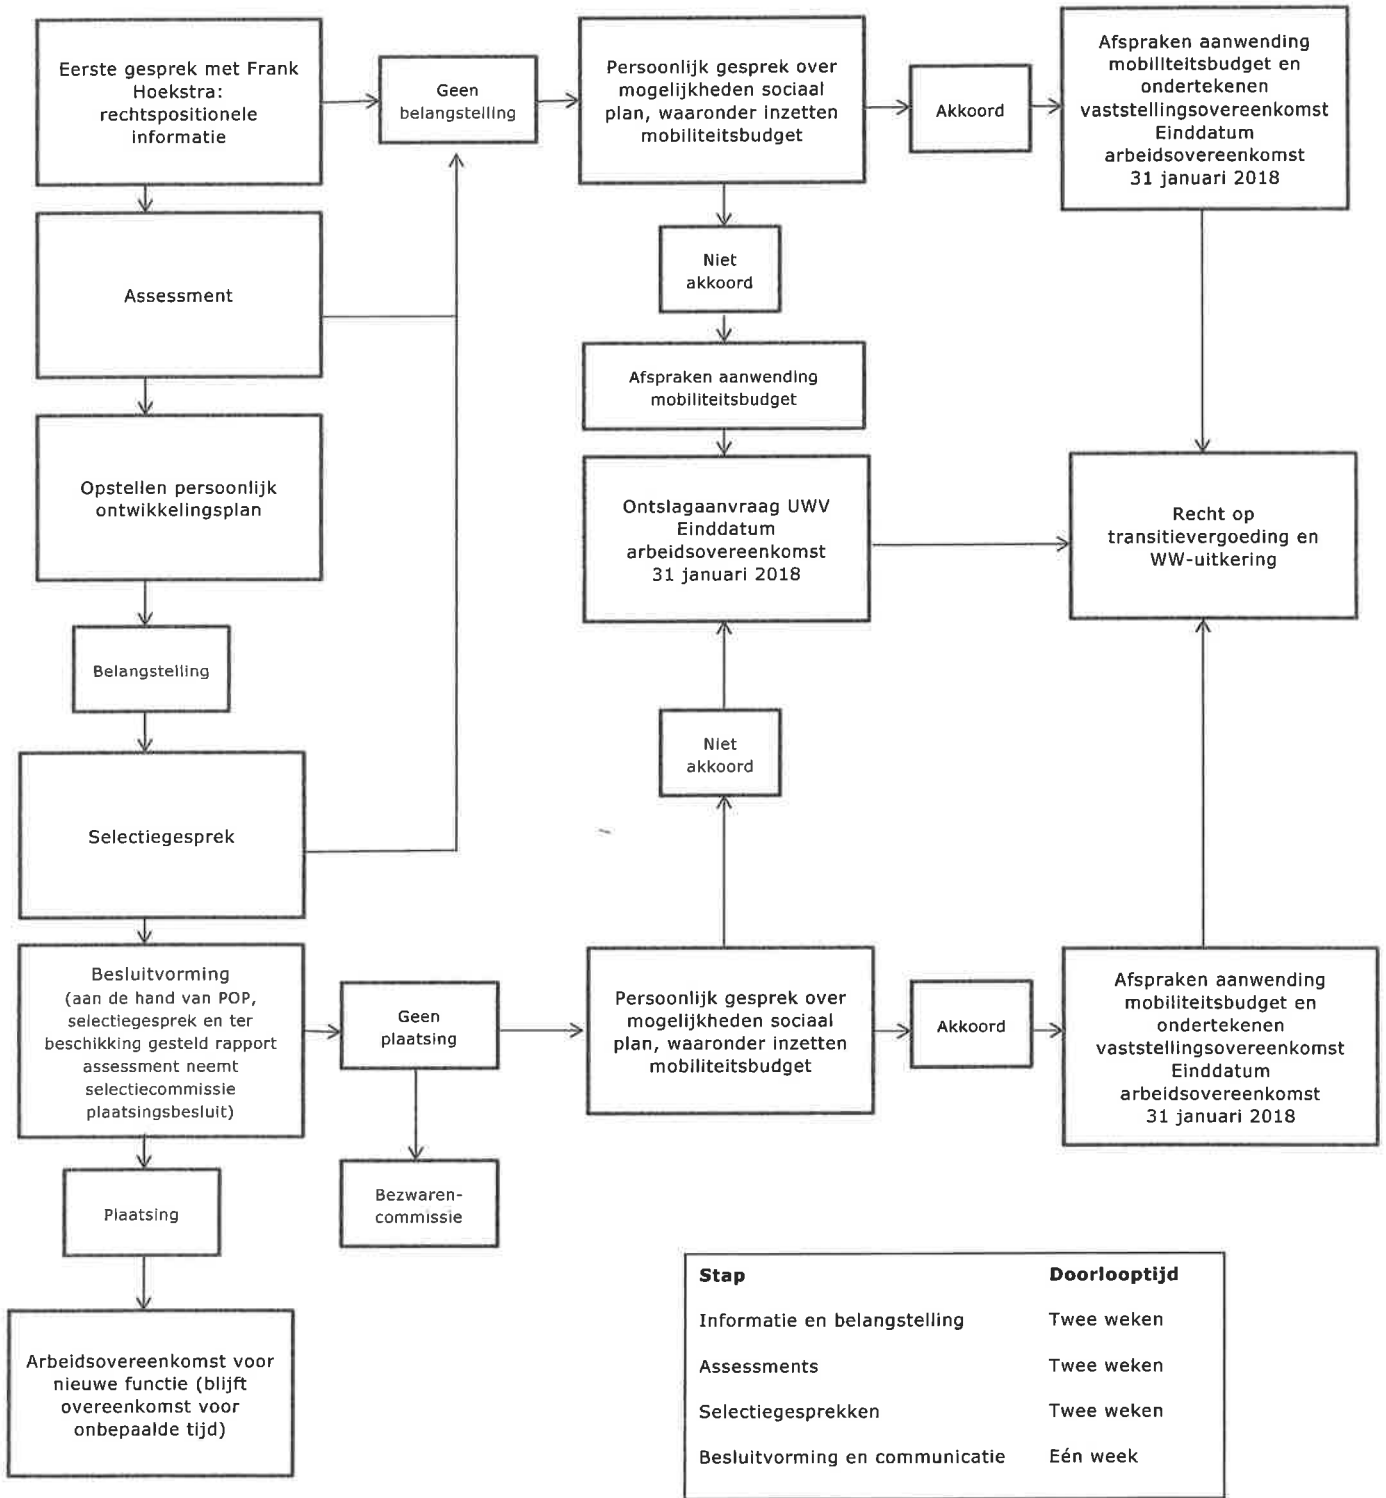 Eerste gesprek met Frank
Hoekstra:
rechtspositionele
informatie
Geen
belangstelling
Persoonlijk gesprek over
mogelijkheden sociaal
plan, waaronder inzetten
mobiliteitsbudget
Akkoord
Afspraken aanwending
mobiliteitsbudget en
ondertekenen
vaststellingsovereenkomst
Einddatum
arbeidsovereenkomst
31 januari 2018
Assessment
Niet
akkoord
Afspraken aanwending
mobiliteitsbudget
Opstellen persoonlijk
ontwikkelingsplan
Ontslagaanvraag UWV
Einddatum
arbeidsovereenkomst
31 januari 2018
Recht op
transitievergoeding en
WW-uitkering
Belangstelling
Niet
akkoord
Selectiegesprek
Besluitvorming
(aan de hand van POP,
selectiegesprek en ter
beschikking gesteld rapport
assessment neemt
selectiecommissie
plaatsingsbesluit)
Geen
plaatsing
Persoonlijk gesprek over
mogelijkheden sociaal
plan, waaronder inzetten
mobiliteitsbudget
Akkoord
Afspraken aanwending
mobiliteitsbudget en
ondertekenen
vaststellingsovereenkomst
Einddatum
arbeidsovereenkomst
31 januari 2018
Plaatsing
Bezwaren-
commissie
Arbeidsovereenkomst voor
nieuwe functie (blijft
overeenkomst voor
onbepaalde tijd)
Stap Doorlooptijd
Informatie en belangstelling Twee weken
Assessments Twee weken
Selectiegesprekken Twee weken
Besluitvorming en communicatie Eén week